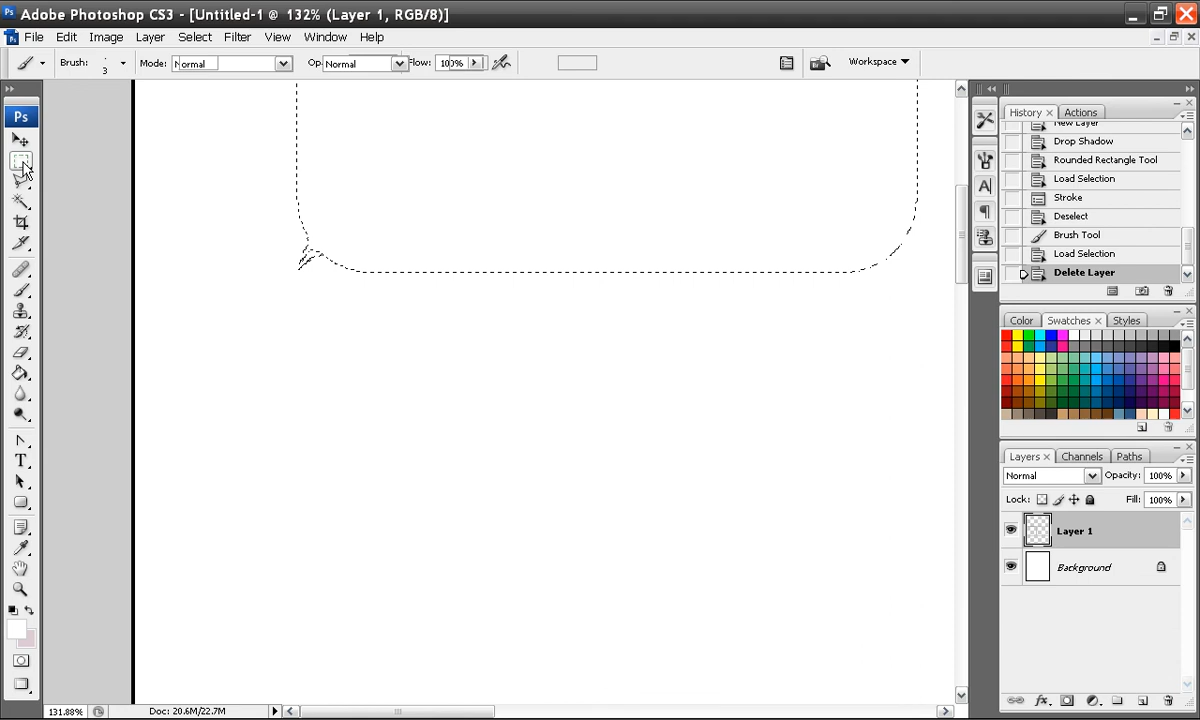 Adobe Photoshop CS3 - [Untitled-1 @ 132% (Layer 1, RGB/8)]
File Edit Image Layer Select Filter View Window Help
Brush: 3 Mode: Normal Op Normal Flow: 100% Workspace
Ps
History Actions
New Layer
Drop Shadow
Rounded Rectangle Tool
Load Selection
Stroke
Deselect
Brush Tool
Load Selection
Delete Layer
Color Swatches Styles
Layers Channels Paths
Normal Opacity: 100%
Lock: Fill: 100%
Layer 1
Background
131.88% Doc: 20.6M/22.7M